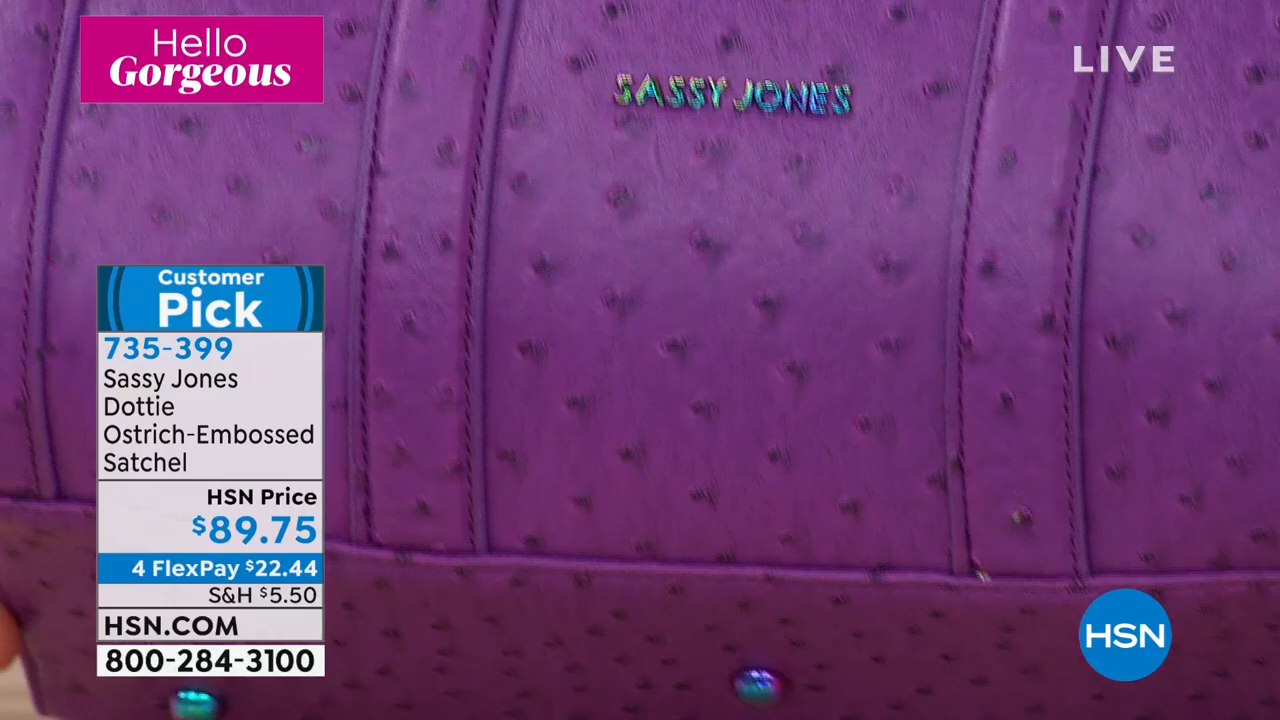 Hello
Gorgeous
LIVE
SASSY JONES
Customer
Pick
735-399
Sassy Jones
Dottie
Ostrich-Embossed
Satchel
HSN Price
$89.75
4 FlexPay $22.44
S&H $5.50
HSN.COM
800-284-3100
HSN